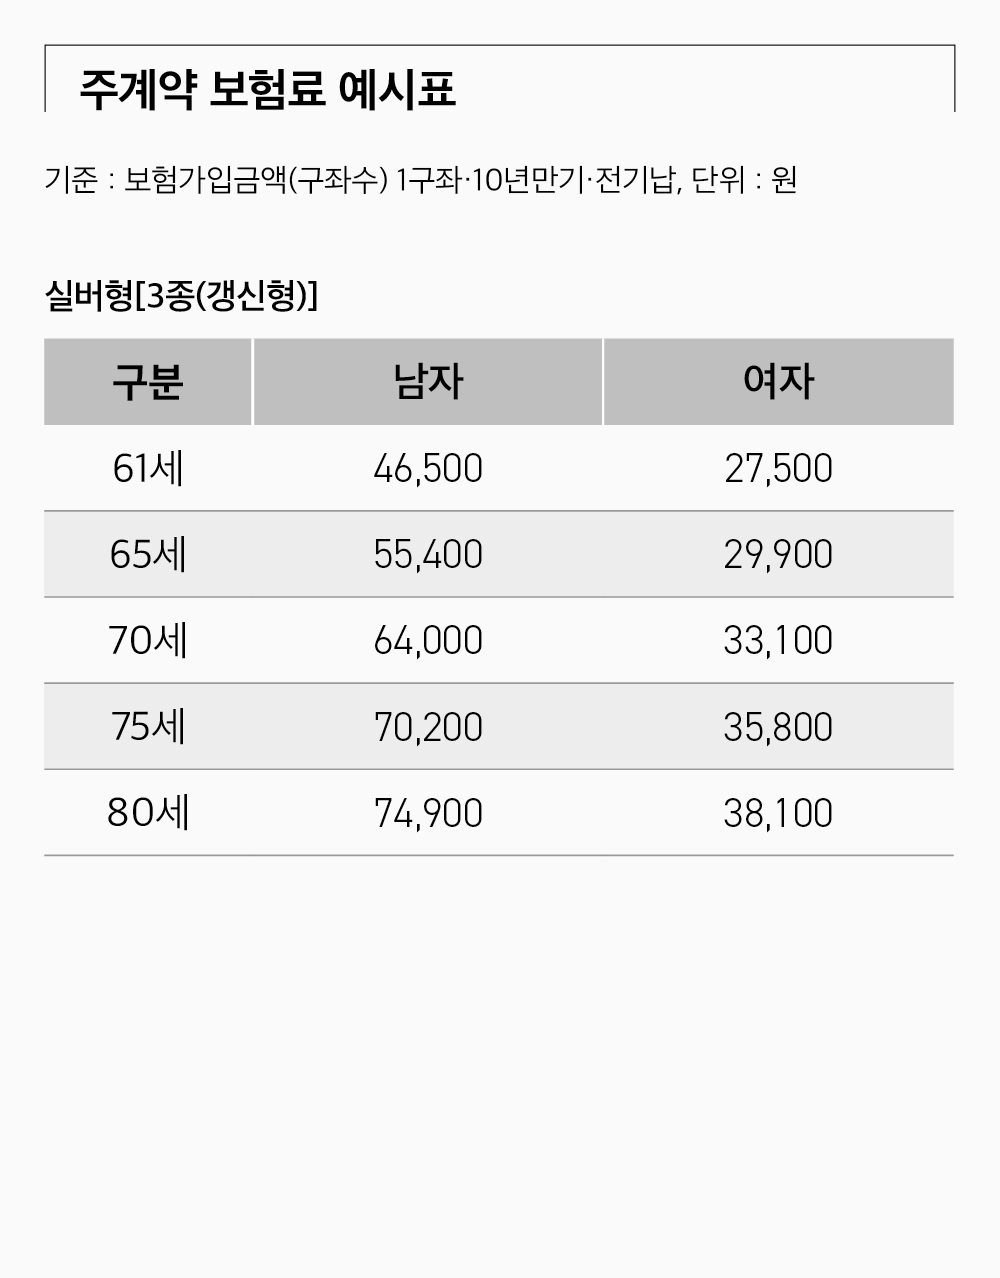 주계약 보험료 예시표
기준 : 보험가입금액(구좌수) 1구좌·10년만기·전기납, 단위 : 원
실버형[3종(갱신형)]
구분 남자 여자
61세 46,500 27,500
65세 55,400 29,900
70세 64,000 33,100
75세 70,200 35,800
80세 74,900 38,100